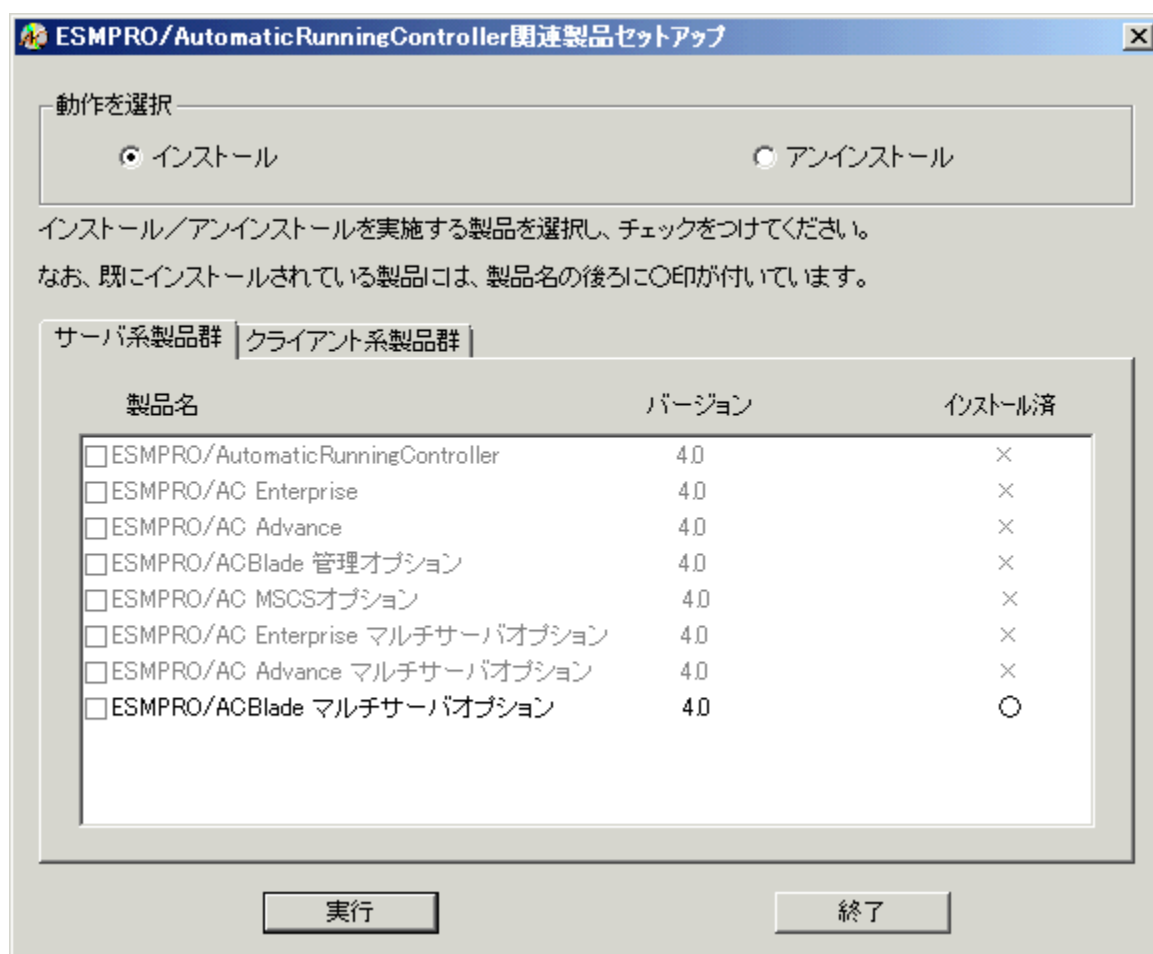 ESMPRO/AutomaticRunningController関連製品セットアップ
動作を選択
インストール アンインストール
インストール／アンインストールを実施する製品を選択し、チェックをつけてください。
なお、既にインストールされている製品には、製品名の後ろに○印が付いています。
サーバ系製品群 クライアント系製品群
製品名 バージョン インストール済
ESMPRO/AutomaticRunningController 4.0 ×
ESMPRO/AC Enterprise 4.0 ×
ESMPRO/AC Advance 4.0 ×
ESMPRO/ACBlade 管理オプション 4.0 ×
ESMPRO/AC MSCSオプション 4.0 ×
ESMPRO/AC Enterprise マルチサーバオプション 4.0 ×
ESMPRO/AC Advance マルチサーバオプション 4.0 ×
ESMPRO/ACBlade マルチサーバオプション 4.0 ○
実行 終了